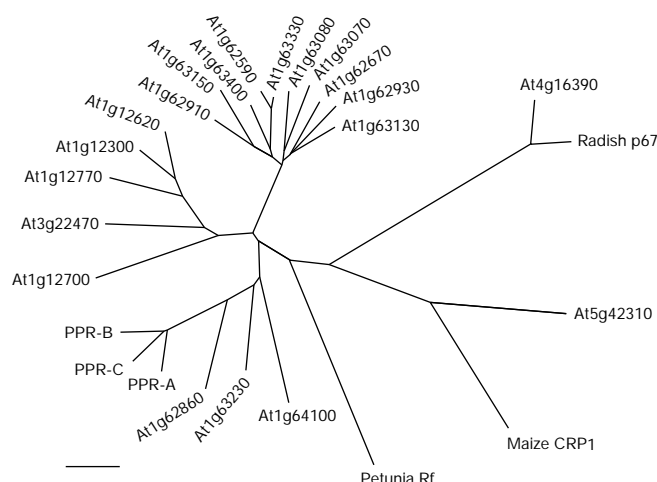 At1g63330
At1g62590
At1g63080
At1g63070
At1g63400
At1g63150
At1g62670
At1g62910
At1g62930
At4g16390
At1g12620
At1g63130
Radish p67
At1g12300
At1g12770
At3g22470
At1g12700
At5g42310
PPR-B
PPR-C
PPR-A
At1g62860
At1g63230
At1g64100
Maize CRP1
Petunia Rf